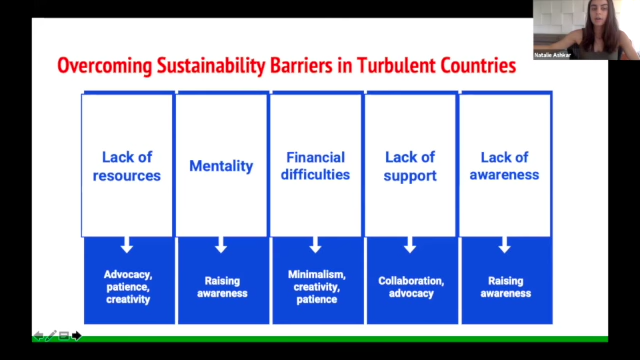 Natalie Ashkar
Overcoming Sustainability Barriers in Turbulent Countries
Lack of
resources
Mentality
Financial
difficulties
Lack of
support
Lack of
awareness
Advocacy,
patience,
creativity
Raising
awareness
Minimalism,
creativity,
patience
Collaboration,
advocacy
Raising
awareness